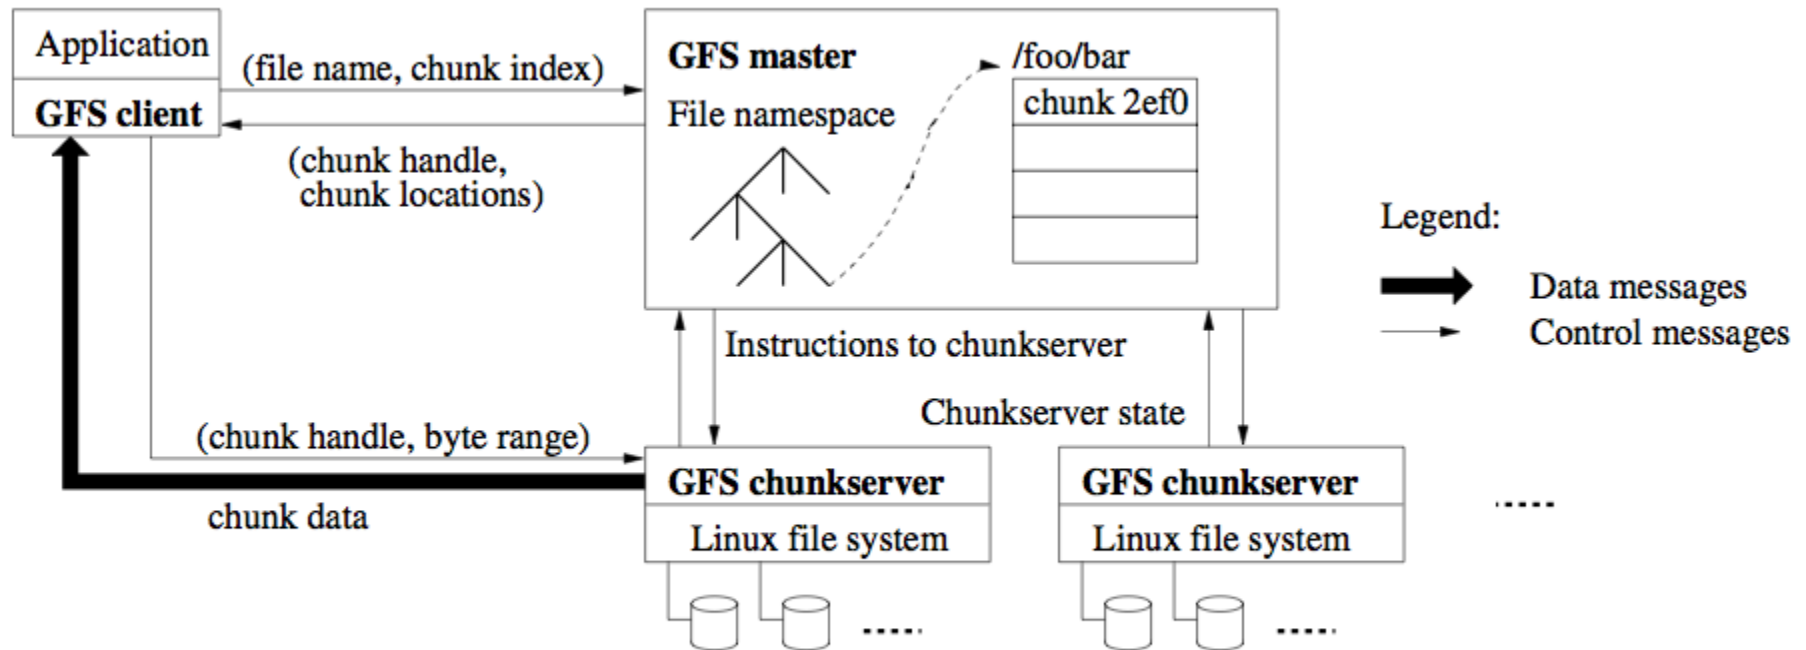 Application
GFS client
(file name, chunk index)
(chunk handle,
chunk locations)
GFS master
File namespace
/foo/bar
chunk 2ef0
Legend:
Data messages
Control messages
Instructions to chunkserver
Chunkserver state
(chunk handle, byte range)
chunk data
GFS chunkserver
Linux file system
GFS chunkserver
Linux file system